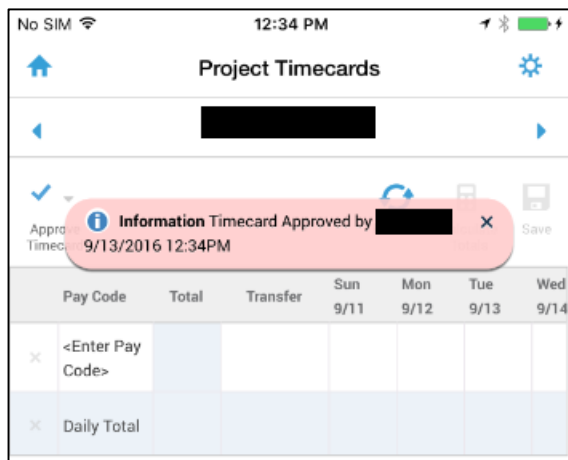 No SIM 12:34 PM
Project Timecards
Information Timecard Approved by
9/13/2016 12:34PM
Save
Pay Code Total Transfer Sun 9/11 Mon 9/12 Tue 9/13 Wed 9/14
<Enter Pay
Code>
Daily Total